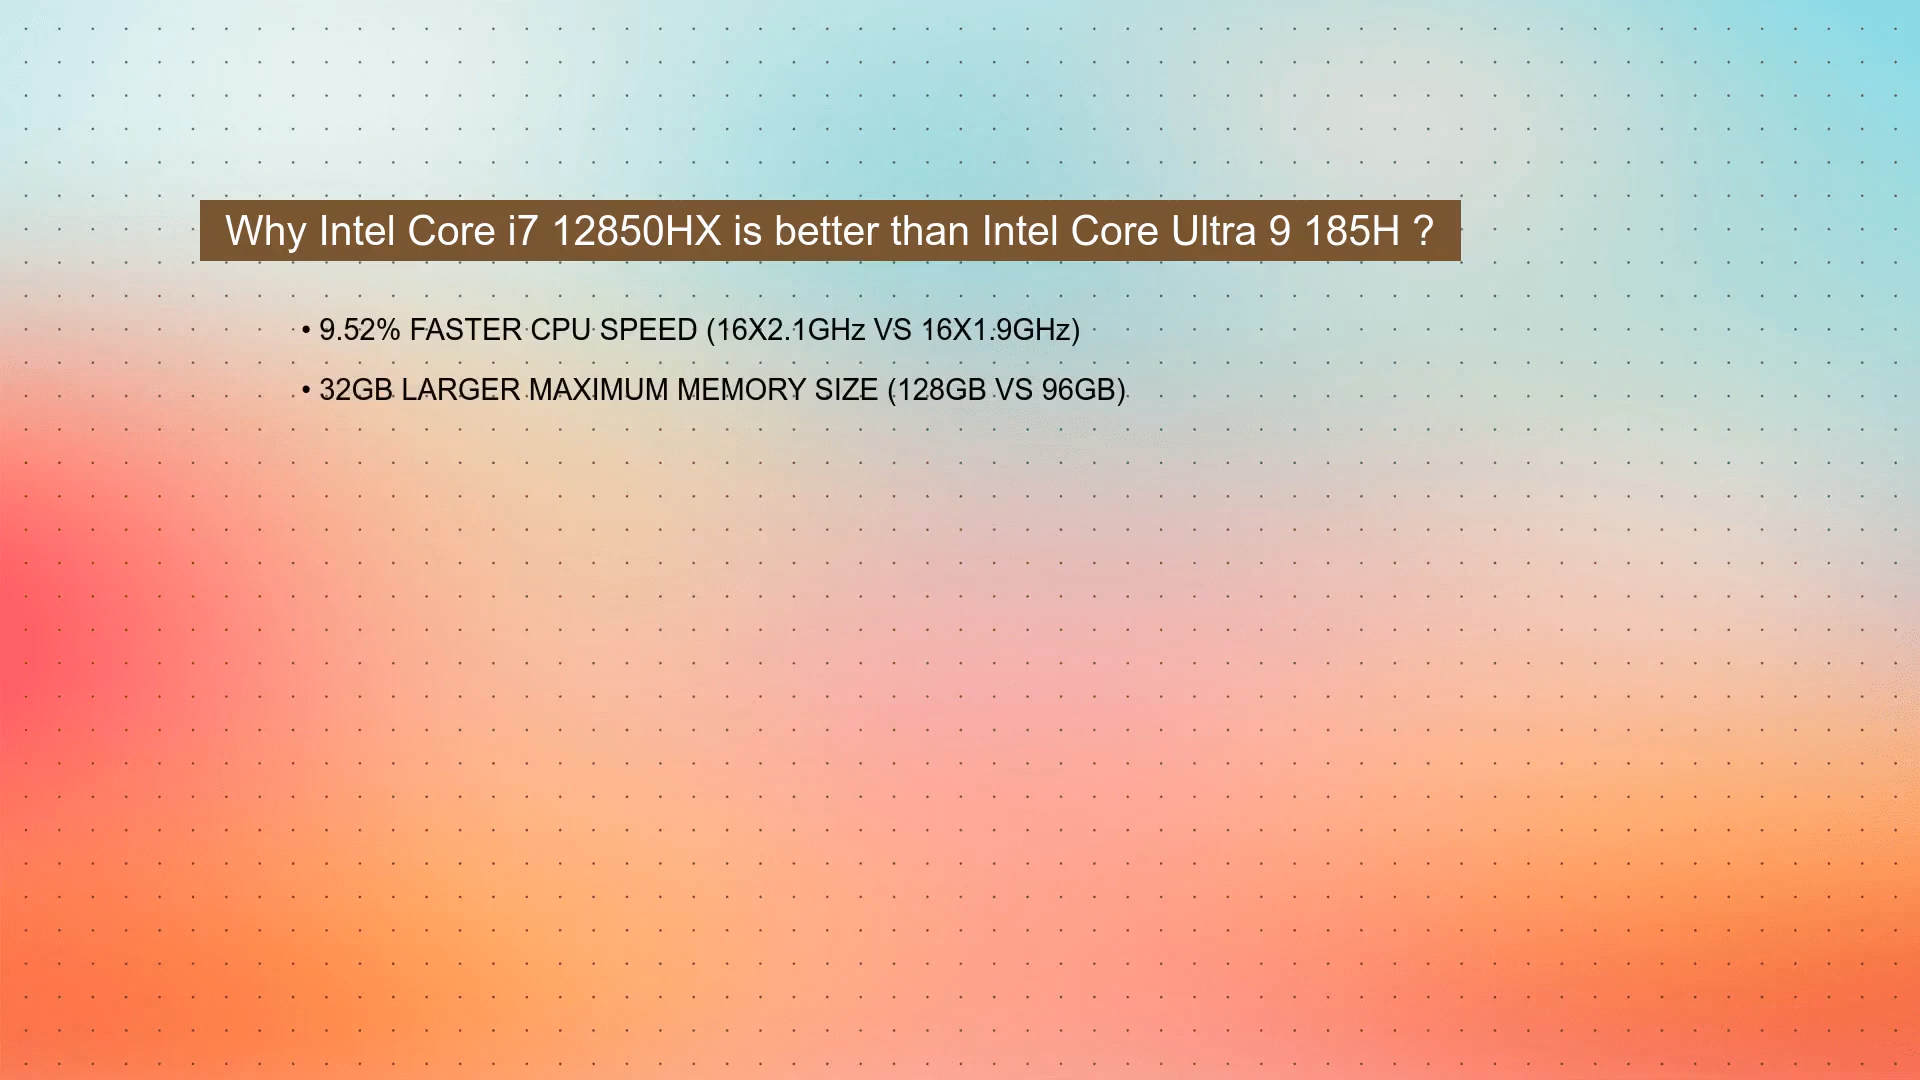 Why Intel Core i7 12850HX is better than Intel Core Ultra 9 185H ?
• 9.52% FASTER CPU SPEED (16X2.1GHz VS 16X1.9GHz)
• 32GB LARGER MAXIMUM MEMORY SIZE (128GB VS 96GB)